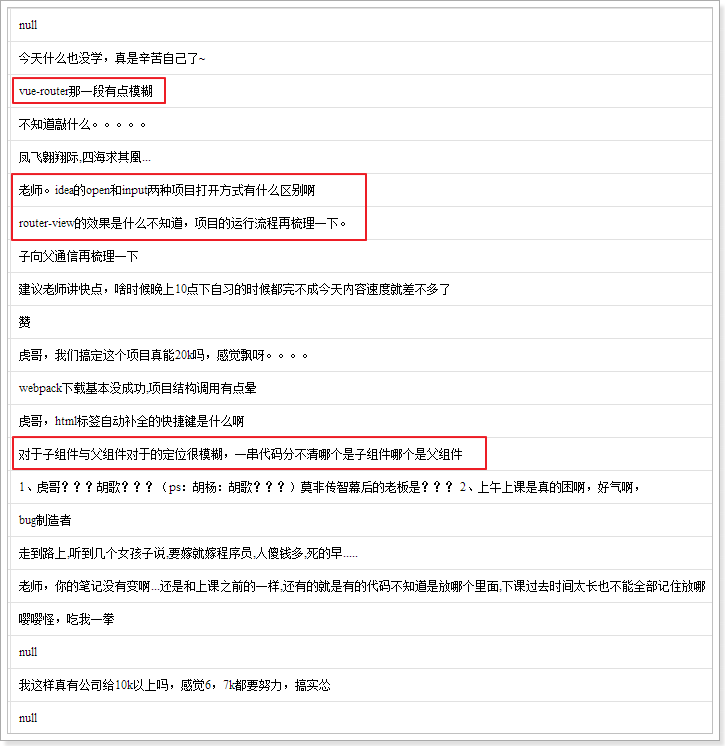 null
今天什么也没学，真是辛苦自己了~
vue-router那一段有点模糊
不知道敲什么。。。。。
凤飞翱翔际,四海求其凰...
老师。idea的open和input两种项目打开方式有什么区别啊
router-view的效果是什么不知道，项目的运行流程再梳理一下。
子向父通信再梳理一下
建议老师讲快点，啥时候晚上10点下自习的时候都完不成今天内容速度就差不多了
赞
虎哥，我们搞定这个项目真能20k吗，感觉飘呀。。。。
webpack下载基本没成功,项目结构调用有点晕
虎哥，html标签自动补全的快捷键是什么啊
对于子组件与父组件对于的定位很模糊，一串代码分不清哪个是子组件哪个是父组件
1、虎哥？？？胡歌？？？（ps：胡杨：胡歌？？？）莫非传智幕后的老板是？？？ 2、上午上课是真的困啊，好气啊，
bug制造者
走到路上,听到几个女孩子说,要嫁就嫁程序员,人傻钱多,死的早.....
老师，你的笔记没有变啊...还是和上课之前的一样,还有的就是有的代码不知道是放哪个里面,下课过去时间太长也不能全部记住放哪
嘤嘤怪，吃我一拳
null
我这样真有公司给10k以上吗，感觉6，7k都要努力，搞实怂
null